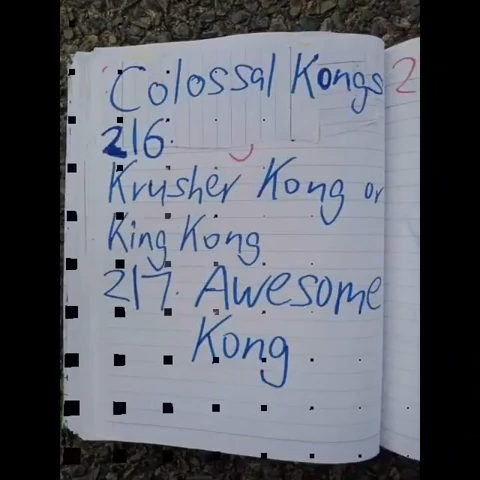 Colossal Kongs 2
216.
Krusher Kong or
King Kong
217. Awesome
Kong